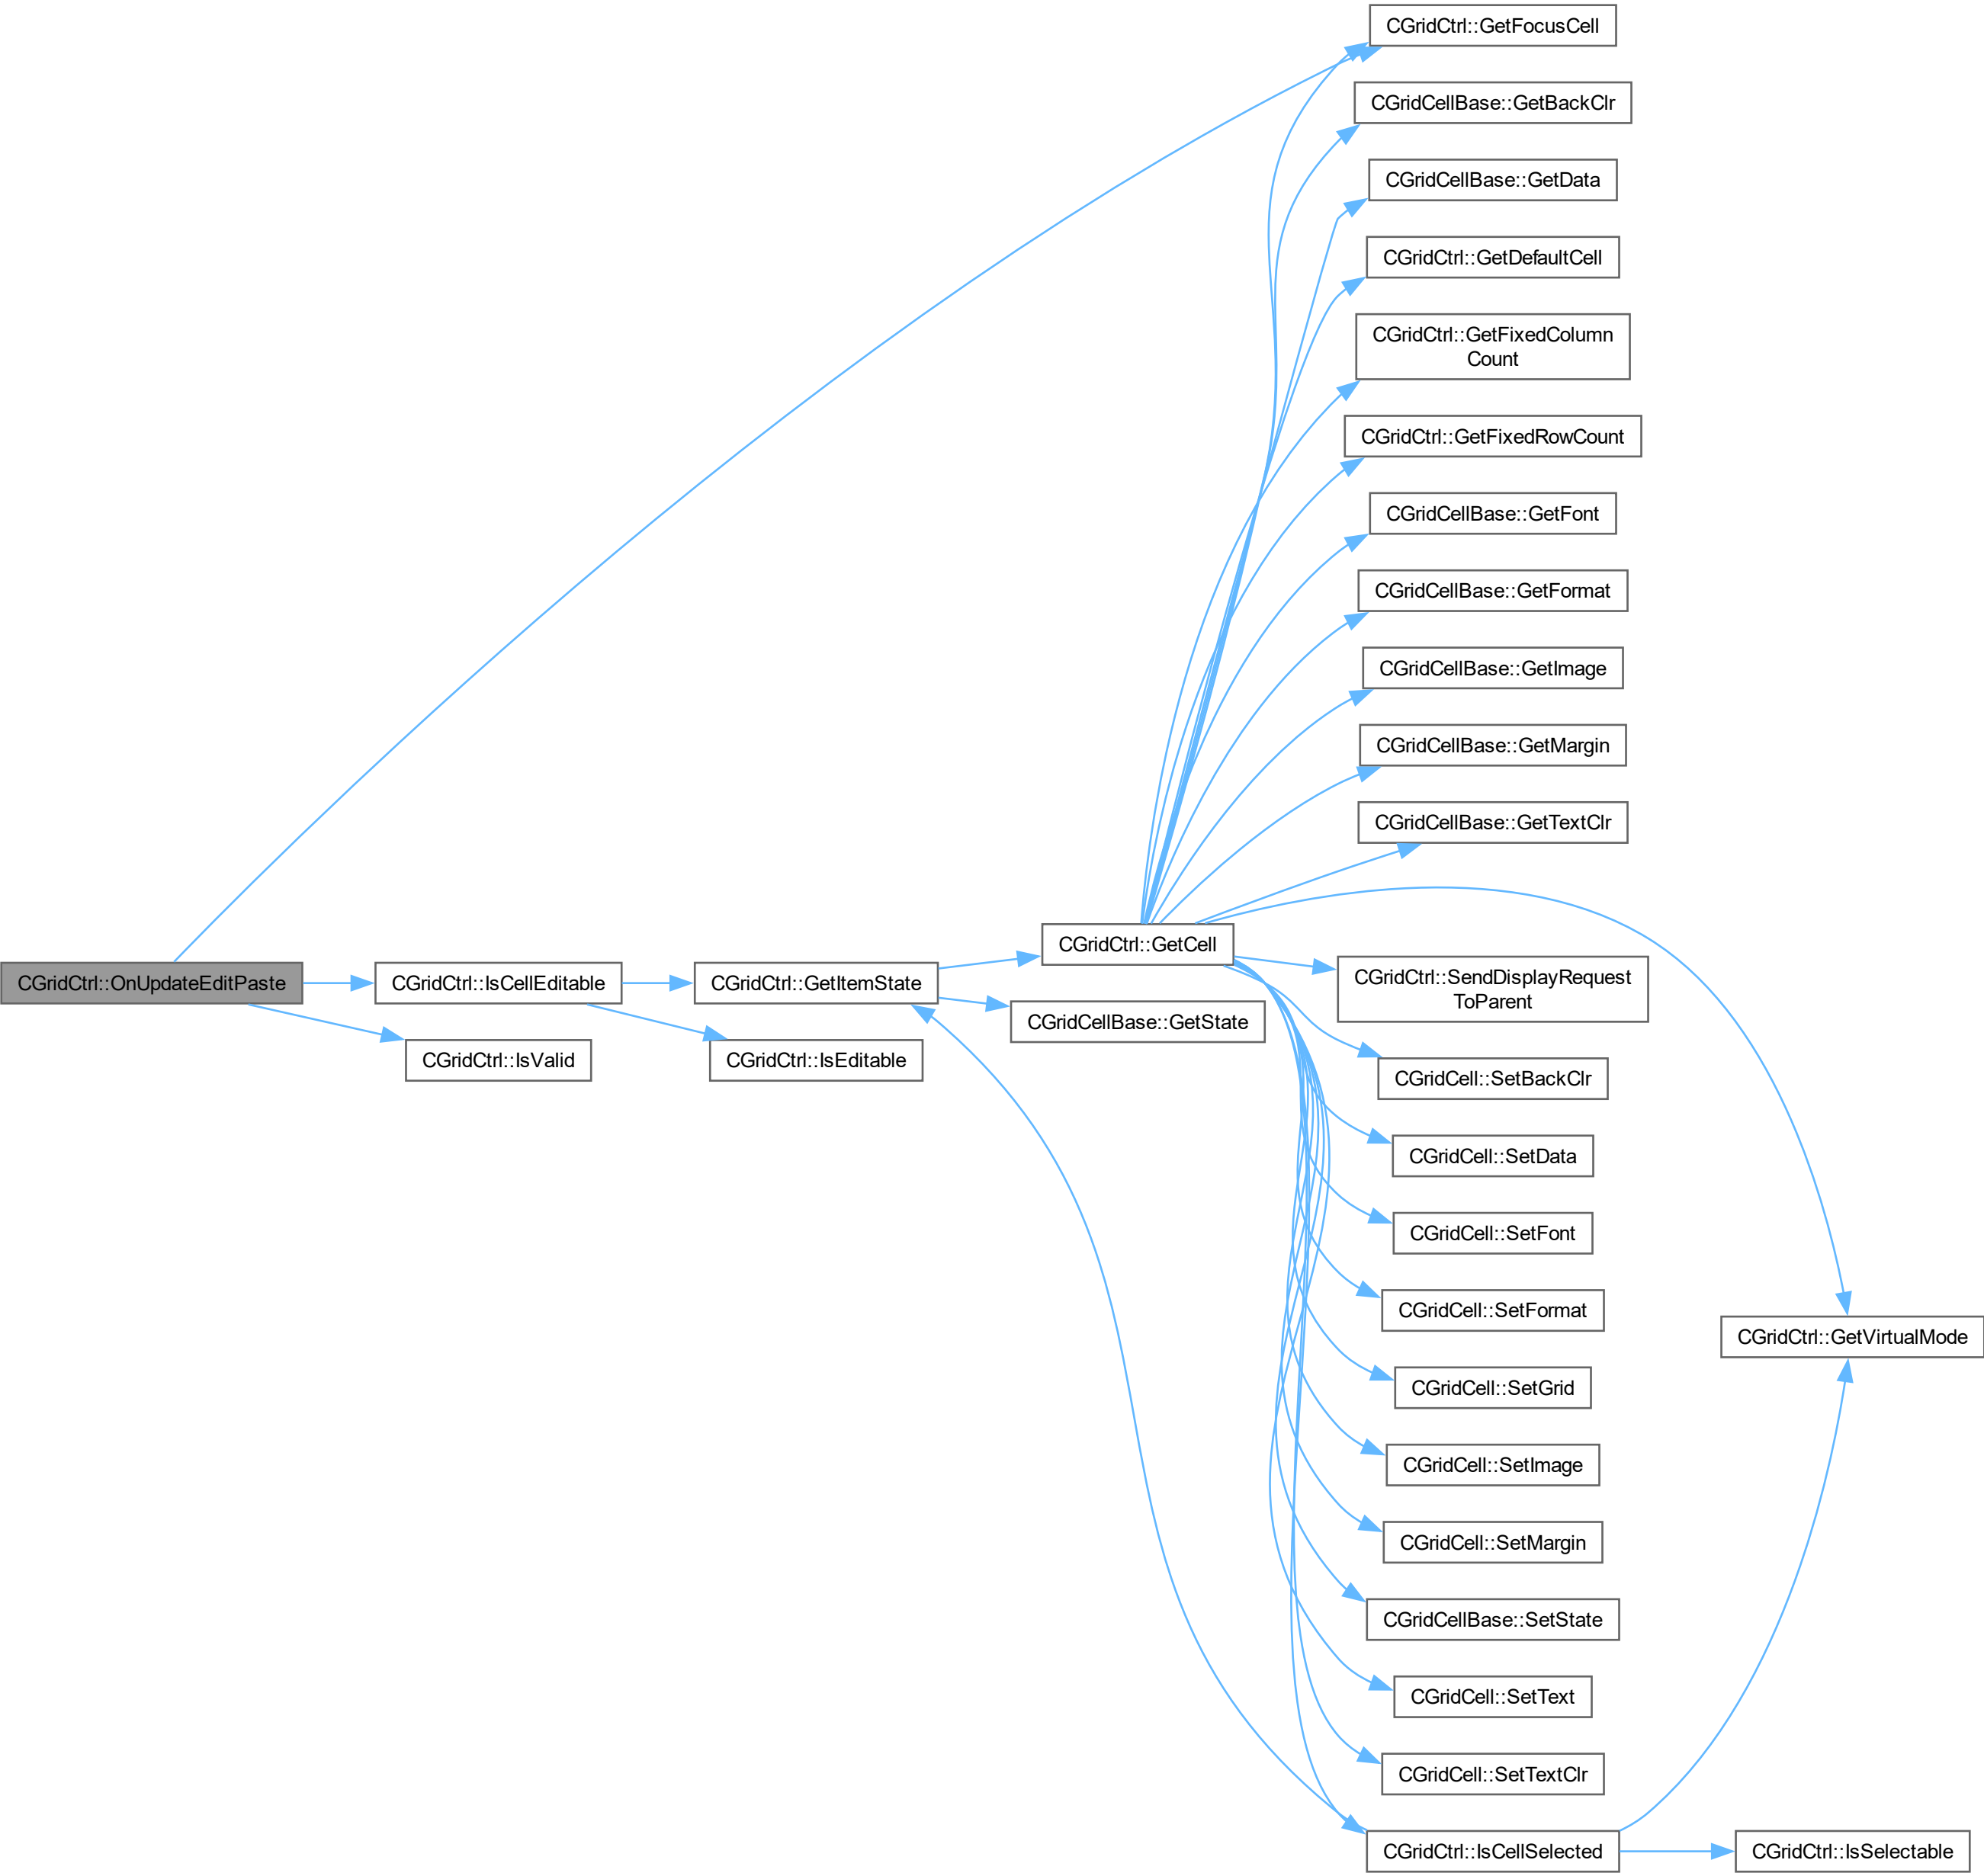 CGridCtrl::GetFocusCell
CGridCellBase::GetBackClr
CGridCellBase::GetData
CGridCtrl::GetDefaultCell
CGridCtrl::GetFixedColumn
Count
CGridCtrl::GetFixedRowCount
CGridCellBase::GetFont
CGridCellBase::GetFormat
CGridCellBase::GetImage
CGridCellBase::GetMargin
CGridCellBase::GetTextClr
CGridCtrl::GetCell
CGridCtrl::OnUpdateEditPaste
CGridCtrl::IsCellEditable
CGridCtrl::GetItemState
CGridCtrl::SendDisplayRequest
ToParent
CGridCellBase::GetState
CGridCtrl::IsValid
CGridCtrl::IsEditable
CGridCell::SetBackClr
CGridCell::SetData
CGridCell::SetFont
CGridCell::SetFormat
CGridCtrl::GetVirtualMode
CGridCell::SetGrid
CGridCell::SetImage
CGridCell::SetMargin
CGridCellBase::SetState
CGridCell::SetText
CGridCell::SetTextClr
CGridCtrl::IsCellSelected
CGridCtrl::IsSelectable